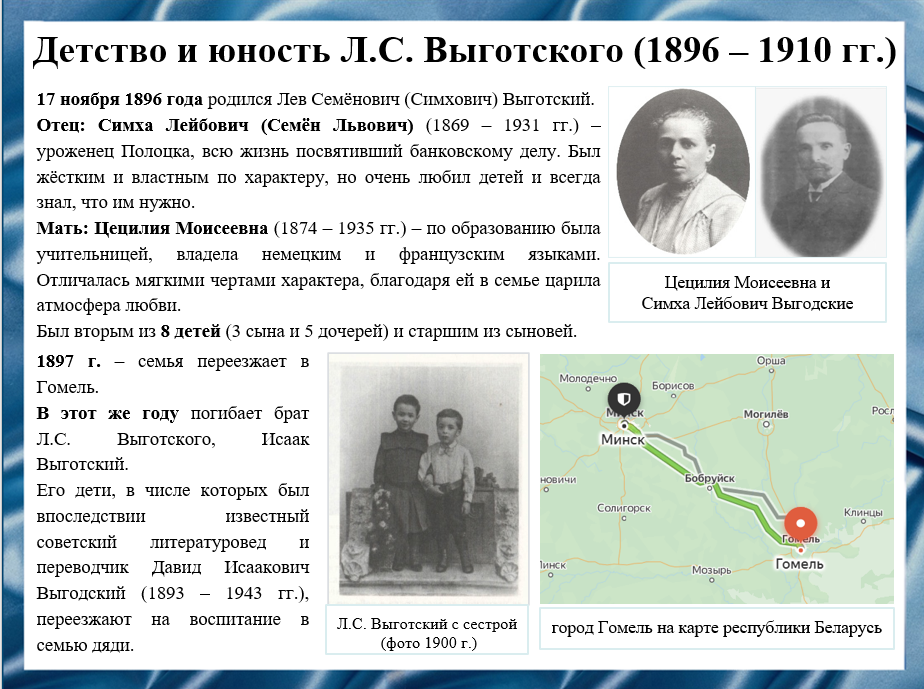 Детство и юность Л.С. Выготского (1896 – 1910 гг.)
17 ноября 1896 года родился Лев Семёнович (Симхович) Выготский.
Отец: Симха Лейбович (Семён Львович) (1869 – 1931 гг.) –
уроженец Полоцка, всю жизнь посвятивший банковскому делу. Был
жёстким и властным по характеру, но очень любил детей и всегда
знал, что им нужно.
Мать: Цецилия Моисеевна (1874 – 1935 гг.) – по образованию была
учительницей, владела немецким и французским языками.
Отличалась мягкими чертами характера, благодаря ей в семье царила
атмосфера любви.
Был вторым из 8 детей (3 сына и 5 дочерей) и старшим из сыновей.
Цецилия Моисеевна и
Симха Лейбович Выгодские
1897 г. – семья переезжает в
Гомель.
В этот же году погибает брат
Л.С. Выготского, Исаак
Выготский.
Его дети, в числе которых был
впоследствии известный
советский литературовед и
переводчик Давид Исаакович
Выгодский (1893 – 1943 гг.),
переезжают на воспитание в
семью дяди.
Л.С. Выготский с сестрой
(фото 1900 г.)
Орша
Молодечно
Борисов
Минск
Могилёв
Росл
Минск
Бобруйск
новичи
Солигорск
Клинцы
Гомель
Гомель
Пинск
Мозырь
город Гомель на карте республики Беларусь